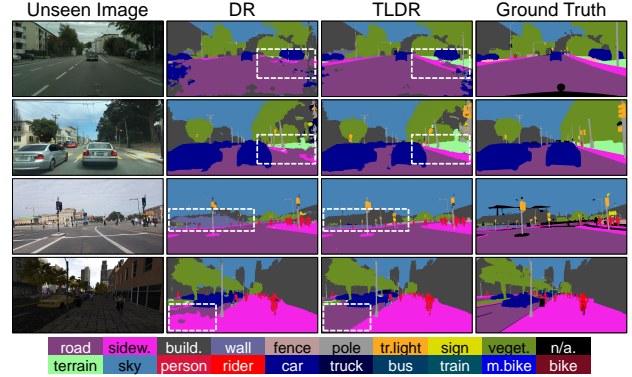 Unseen Image DR TLDR Ground Truth
road sidew. build. wall fence pole tr.light sign veget. n/a.
terrain sky person rider car truck bus train m.bike bike